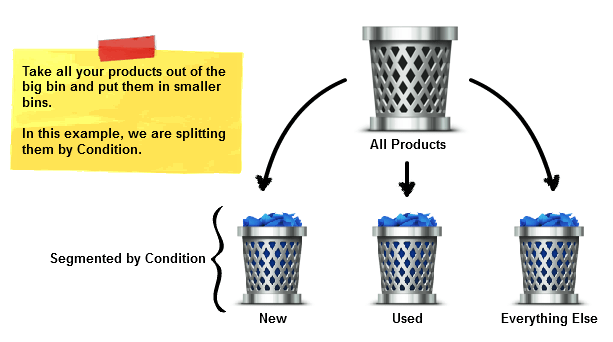 Take all your products out of the
big bin and put them in smaller
bins.
In this example, we are splitting
them by Condition.
All Products
Segmented by Condition
New
Used
Everything Else